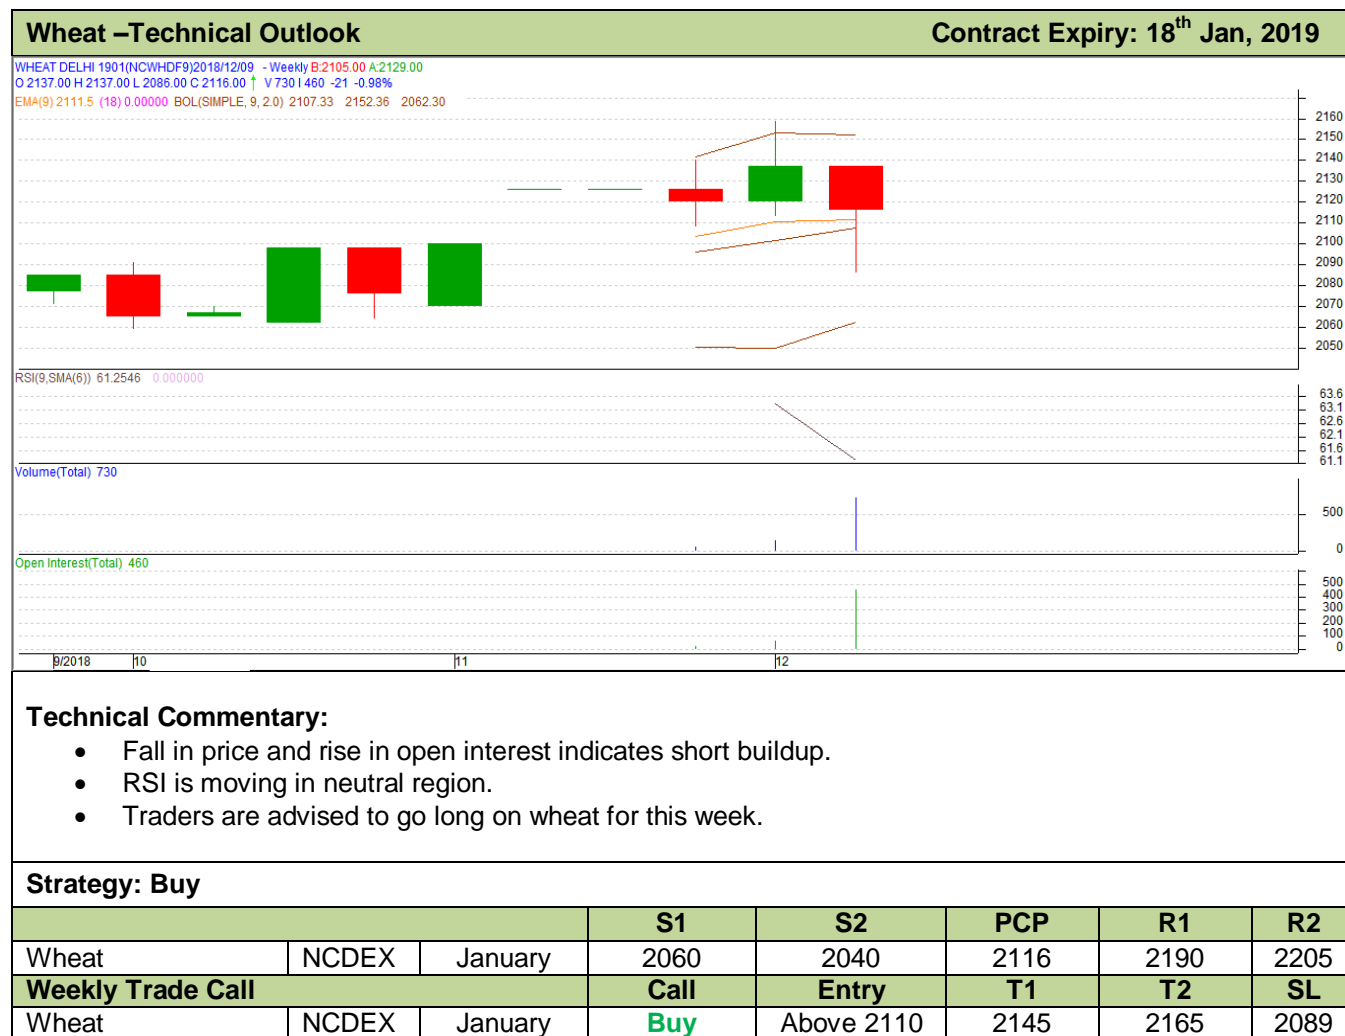 Wheat –Technical Outlook Contract Expiry: 18th Jan, 2019
WHEAT DELHI 1901(NCWHDF9)2018/12/09 - Weekly B:2105.00 A:2129.00
O 2137.00 H 2137.00 L 2086.00 C 2116.00 ↑ V 730 I 460 -21 -0.98%
EMA(9) 2111.5 (18) 0.00000 BOL(SIMPLE, 9, 2.0) 2107.33 2152.36 2062.30
2160
2150
2140
2130
2120
2110
2100
2090
2080
2070
2060
2050
RSI(9,SMA(6)) 61.2546 0.000000
63.6
63.1
62.6
62.1
61.6
61.1
Volume(Total) 730
500
0
Open Interest(Total) 460
500
400
300
200
100
0
9/2018 10 11 12
Technical Commentary:
• Fall in price and rise in open interest indicates short buildup.
• RSI is moving in neutral region.
• Traders are advised to go long on wheat for this week.
Strategy: Buy
S1 S2 PCP R1 R2
Wheat NCDEX January 2060 2040 2116 2190 2205
Weekly Trade Call Call Entry T1 T2 SL
Wheat NCDEX January Buy Above 2110 2145 2165 2089